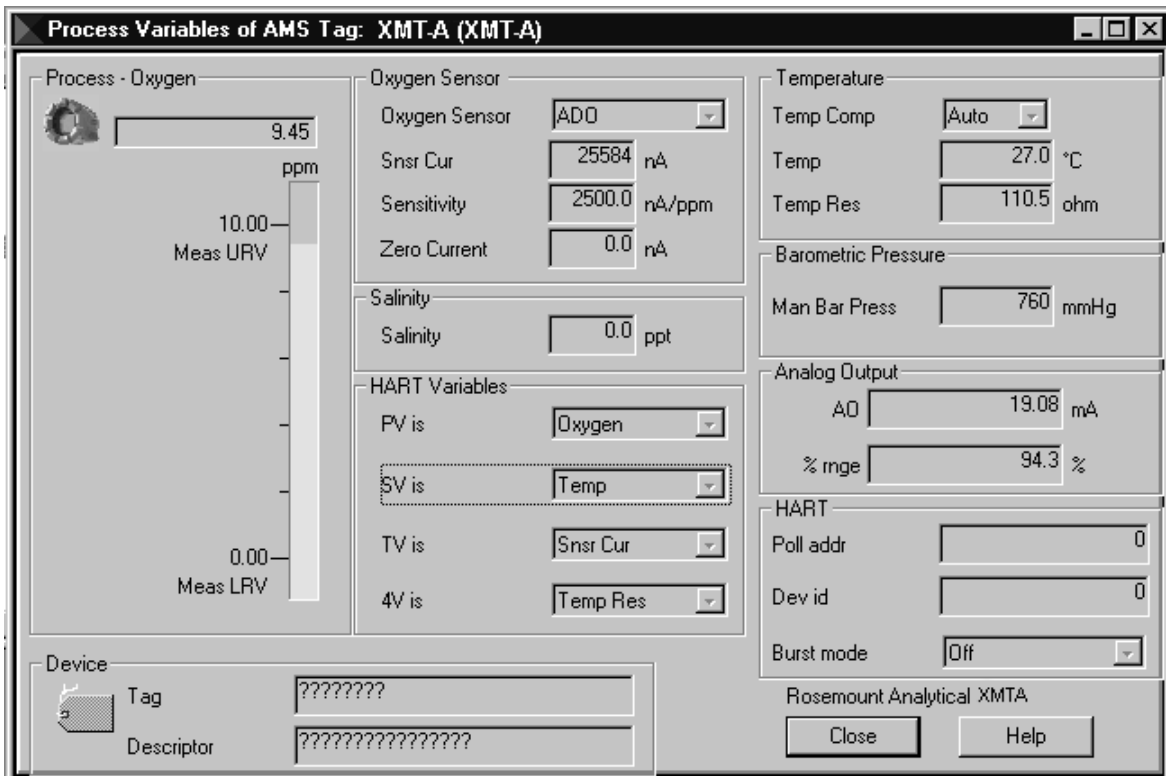 Process Variables of AMS Tag: XMT-A (XMT-A)
Process - Oxygen
9.45
ppm
10.00
Meas URV
0.00
Meas LRV
Oxygen Sensor
Oxygen Sensor ADO
Snsr Cur 25584 nA
Sensitivity 2500.0 nA/ppm
Zero Current 0.0 nA
Salinity
Salinity 0.0 ppt
HART Variables
PV is Oxygen
SV is Temp
TV is Snsr Cur
4V is Temp Res
Temperature
Temp Comp Auto
Temp 27.0 °C
Temp Res 110.5 ohm
Barometric Pressure
Man Bar Press 760 mmHg
Analog Output
AO 19.08 mA
% rnge 94.3 %
HART
Poll addr 0
Dev id 0
Burst mode Off
Device
Tag ????????
Descriptor ????????????????
Rosemount Analytical XMTA
Close Help